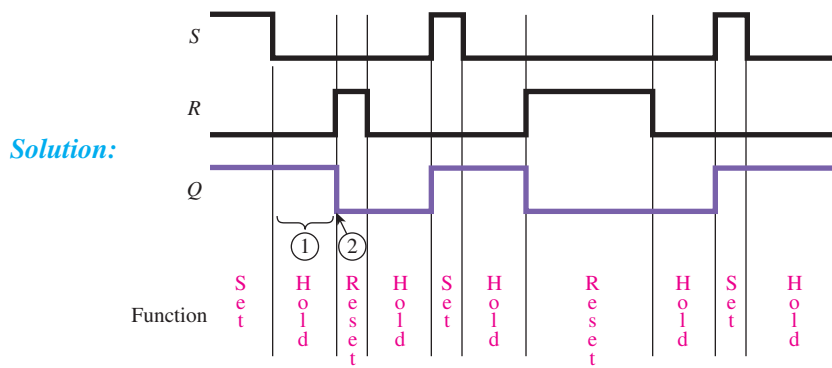 S
R
Solution:
Q
1
2
Function
Set
Hold
Reset
Hold
Set
Hold
Reset
Hold
Set
Hold